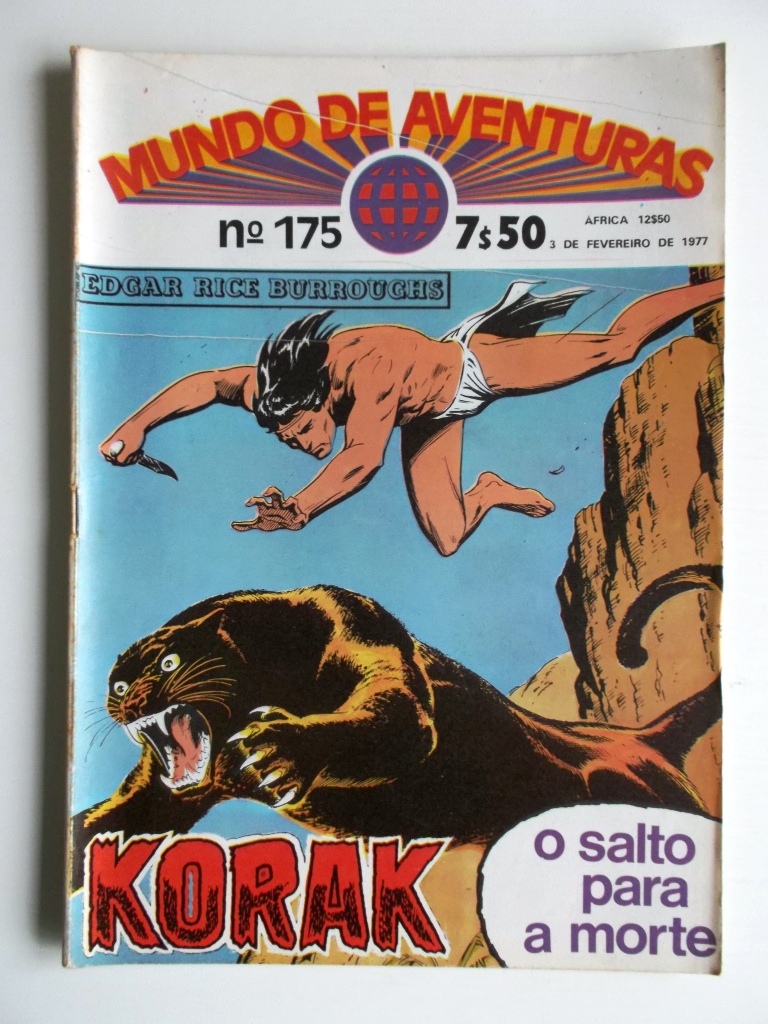 MUNDO DE AVENTURAS
nº 175
7$50
ÁFRICA 12$50
3 DE FEVEREIRO DE 1977
EDGAR RICE BURROUGHS
KORAK
o salto
para
a morte